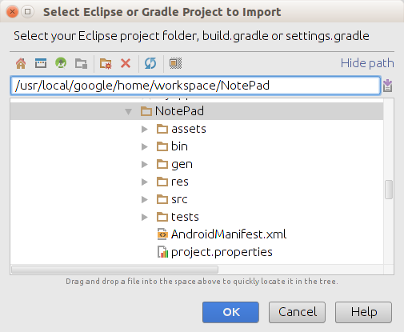 Select Eclipse or Gradle Project to Import
Select your Eclipse project folder, build.gradle or settings.gradle
Hide path
/usr/local/google/home/workspace/NotePad
NotePad
assets
bin
gen
res
src
tests
AndroidManifest.xml
project.properties
Drag and drop a file into the space above to quickly locate it in the tree.
OK Cancel Help